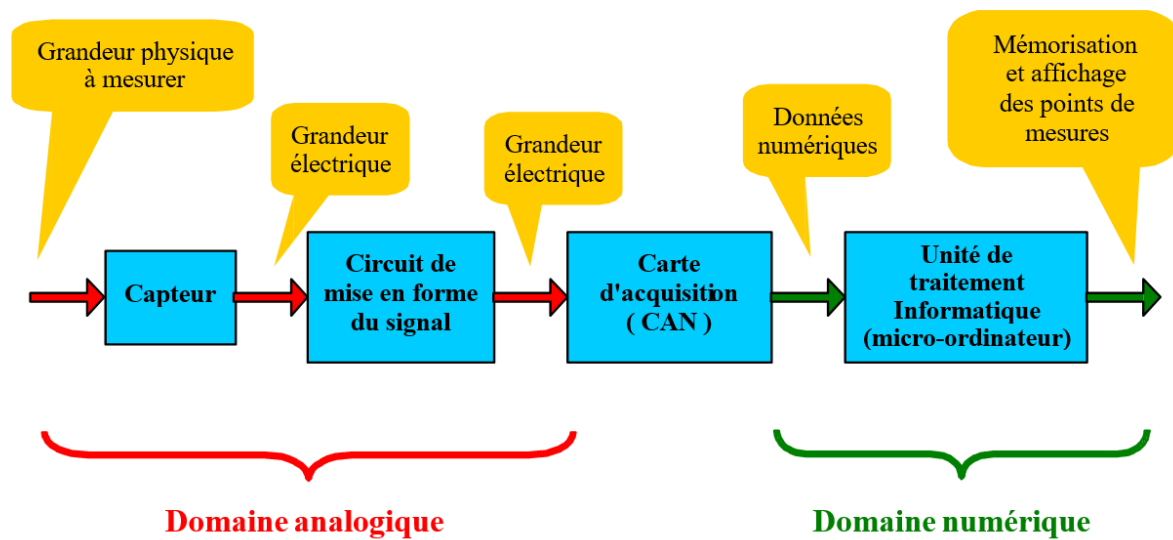 Grandeur physique
à mesurer
Grandeur
électrique
Grandeur
électrique
Données
numériques
Mémorisation
et affichage
des points de
mesures
Capteur
Circuit de
mise en forme
du signal
Carte
d'acquisition
( CAN )
Unité de
traitement
Informatique
(micro-ordinateur)
Domaine analogique
Domaine numérique